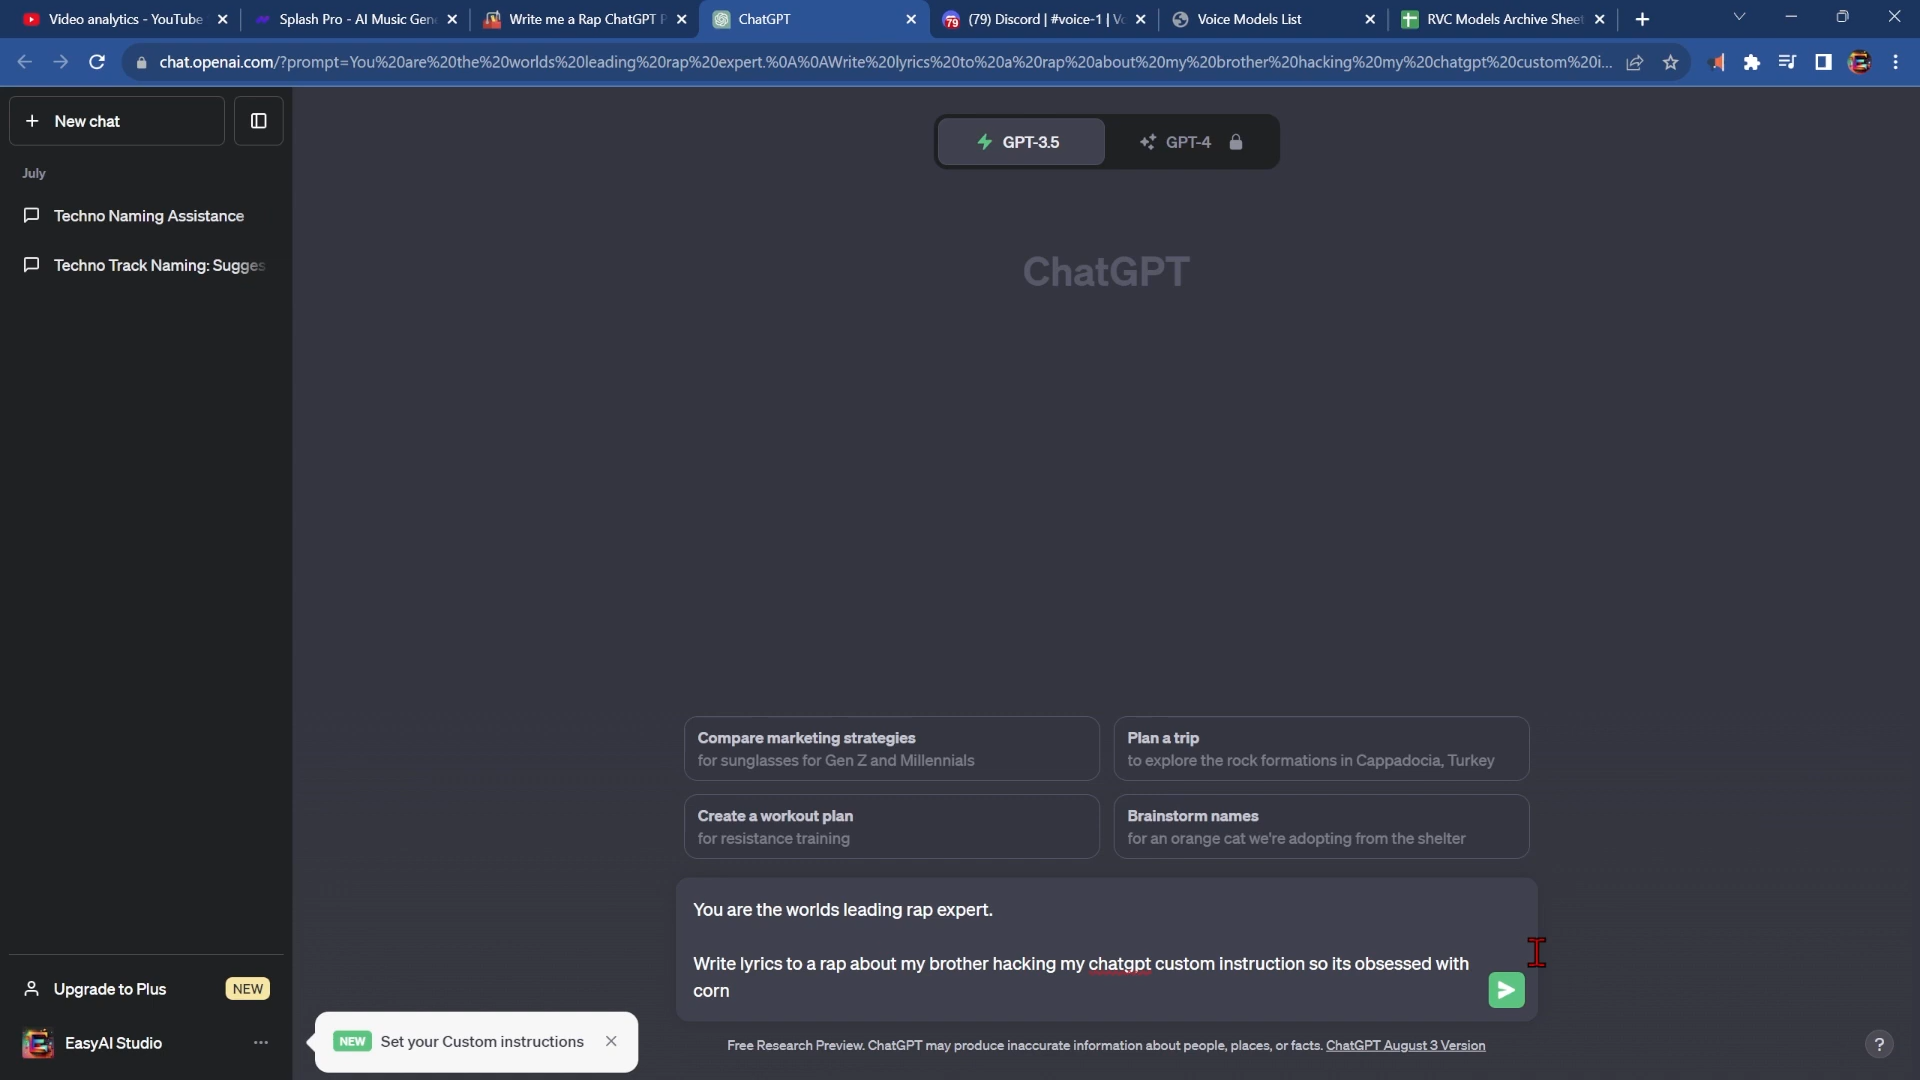 Video analytics - YouTube
Splash Pro - AI Music Gen
Write me a Rap ChatGPT P
ChatGPT
(79) Discord | #voice-1 | Vo
Voice Models List
RVC Models Archive Sheet
chat.openai.com/?prompt=You%20are%20the%20worlds%20leading%20rap%20expert.%0A%0AWrite%20lyrics%20to%20a%20rap%20about%20my%20brother%20hacking%20my%20chatgpt%20custom%20i...
New chat
GPT-3.5
GPT-4
July
Techno Naming Assistance
Techno Track Naming: Sugges
ChatGPT
Compare marketing strategies
for sunglasses for Gen Z and Millennials
Plan a trip
to explore the rock formations in Cappadocia, Turkey
Create a workout plan
for resistance training
Brainstorm names
for an orange cat we're adopting from the shelter
You are the worlds leading rap expert.
Write lyrics to a rap about my brother hacking my chatgpt custom instruction so its obsessed with
corn
Upgrade to Plus
NEW
EasyAI Studio
NEW Set your Custom instructions
Free Research Preview. ChatGPT may produce inaccurate information about people, places, or facts. ChatGPT August 3 Version
?